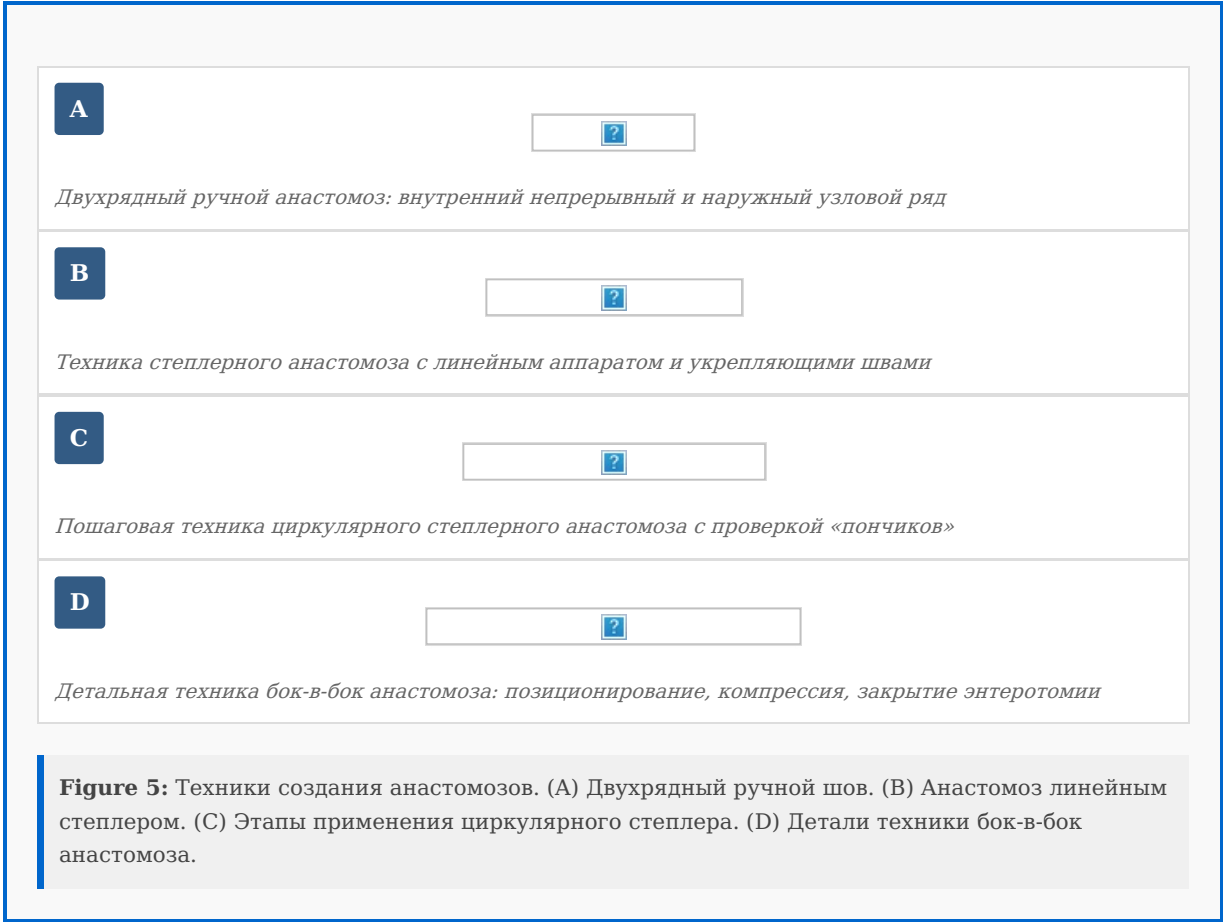 A
Двухрядный ручной анастомоз: внутренний непрерывный и наружный узловой ряд
B
Техника степлерного анастомоза с линейным аппаратом и укрепляющими швами
C
Пошаговая техника циркулярного степлерного анастомоза с проверкой «пончиков»
D
Детальная техника бок-в-бок анастомоза: позиционирование, компрессия, закрытие энтеротомии
Figure 5: Техники создания анастомозов. (A) Двухрядный ручной шов. (B) Анастомоз линейным
степлером. (C) Этапы применения циркулярного степлера. (D) Детали техники бок-в-бок
анастомоза.